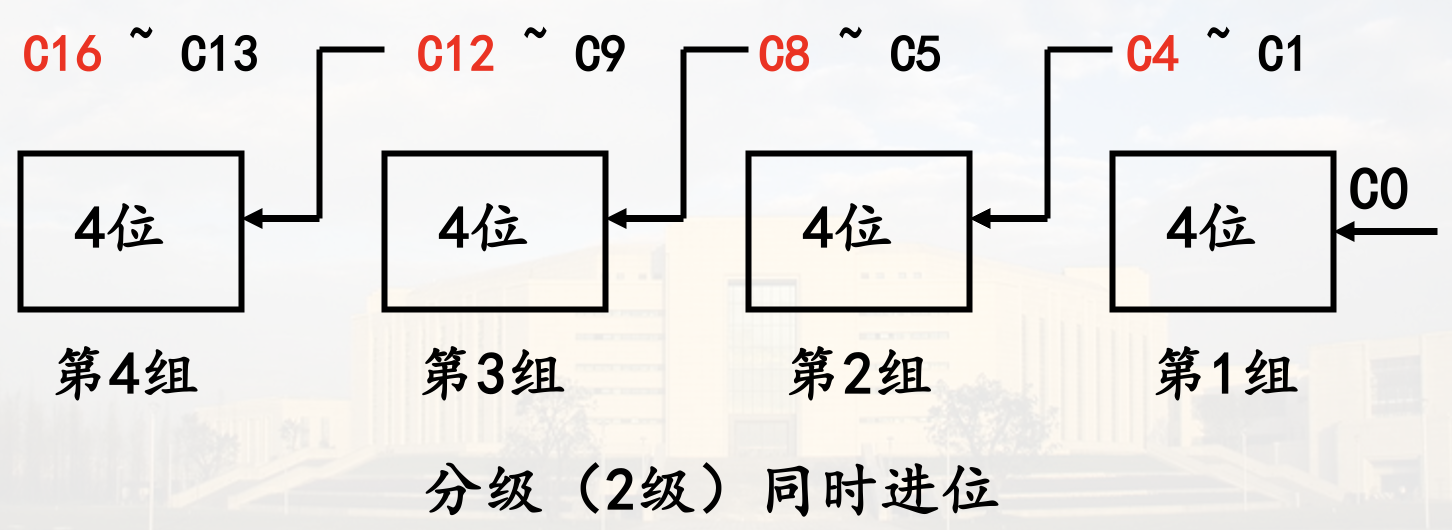 C16 ~ C13 C12 ~ C9 C8 ~ C5 C4 ~ C1
C0
4位 4位 4位 4位
第4组 第3组 第2组 第1组
分级（2级）同时进位